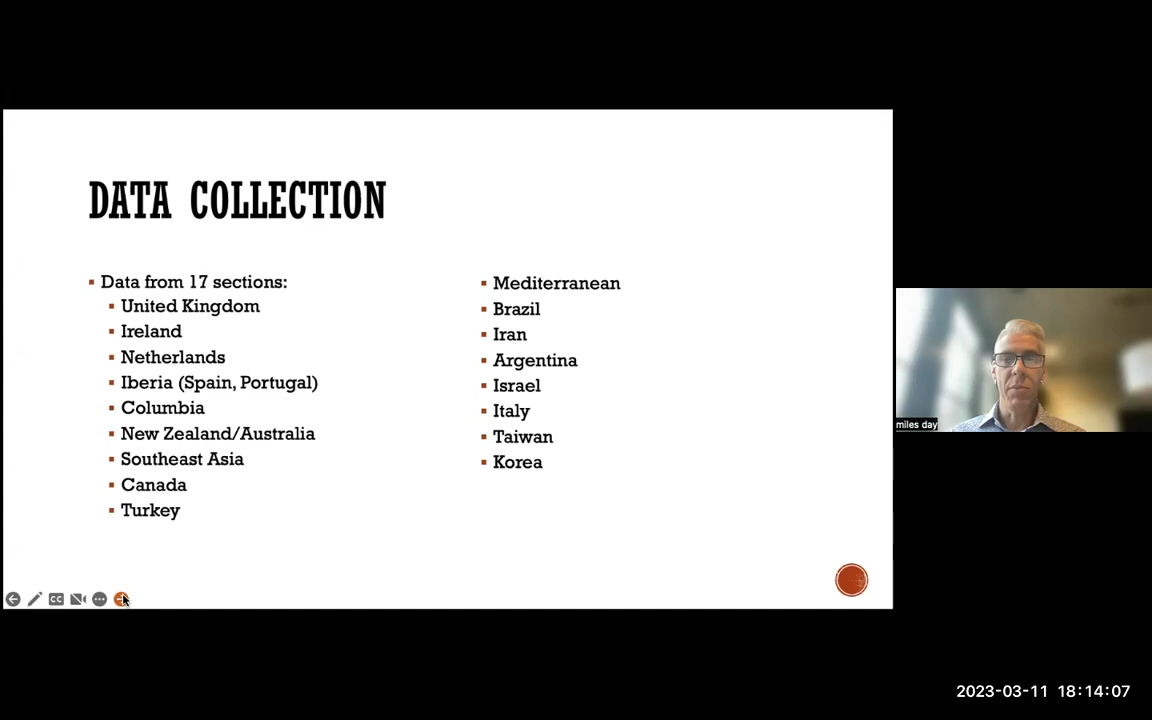 DATA COLLECTION
Data from 17 sections:
United Kingdom
Ireland
Netherlands
Iberia (Spain, Portugal)
Columbia
New Zealand/Australia
Southeast Asia
Canada
Turkey
Mediterranean
Brazil
Iran
Argentina
Israel
Italy
Taiwan
Korea
CC
miles day
2023-03-11 18:14:07